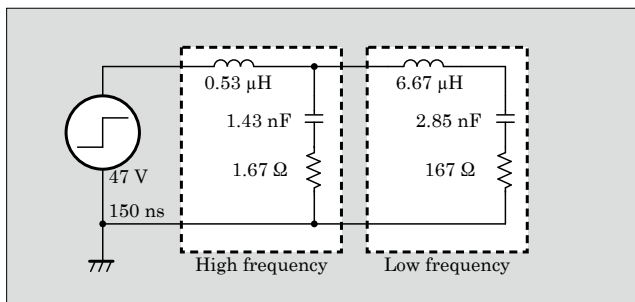 0.53 μH
6.67 μH
1.43 nF
2.85 nF
1.67 Ω
167 Ω
47 V
150 ns
High frequency
Low frequency